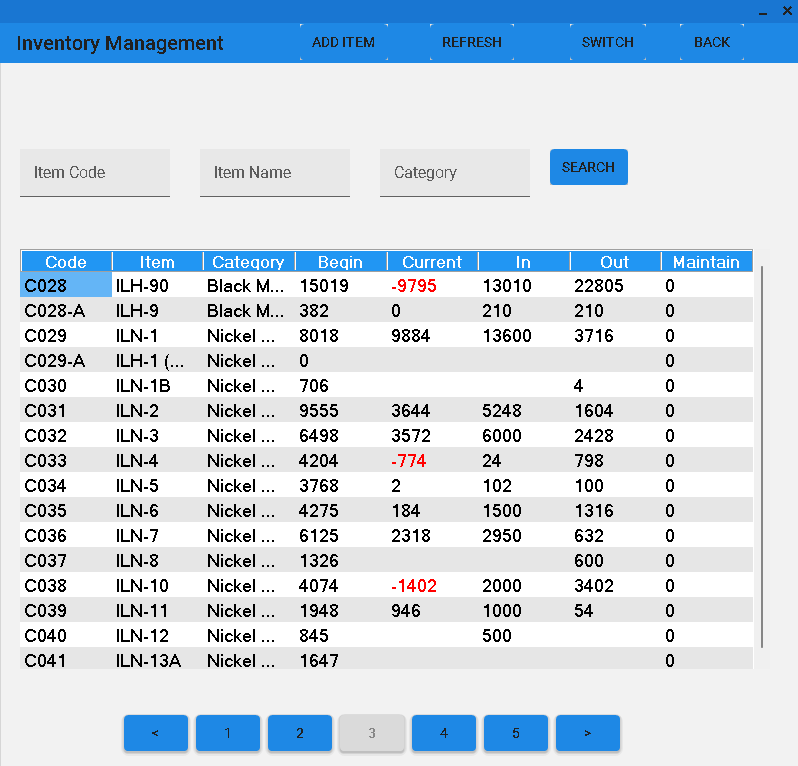 Inventory Management ADD ITEM REFRESH SWITCH BACK
Item Code Item Name Category SEARCH
Code Item Category Begin Current In Out Maintain
C028 ILH-90 Black M... 15019 -9795 13010 22805 0
C028-A ILH-9 Black M... 382 0 210 210 0
C029 ILN-1 Nickel ... 8018 9884 13600 3716 0
C029-A ILH-1 (... Nickel ... 0 0
C030 ILN-1B Nickel ... 706 4 0
C031 ILN-2 Nickel ... 9555 3644 5248 1604 0
C032 ILN-3 Nickel ... 6498 3572 6000 2428 0
C033 ILN-4 Nickel ... 4204 -774 24 798 0
C034 ILN-5 Nickel ... 3768 2 102 100 0
C035 ILN-6 Nickel ... 4275 184 1500 1316 0
C036 ILN-7 Nickel ... 6125 2318 2950 632 0
C037 ILN-8 Nickel ... 1326 600 0
C038 ILN-10 Nickel ... 4074 -1402 2000 3402 0
C039 ILN-11 Nickel ... 1948 946 1000 54 0
C040 ILN-12 Nickel ... 845 500 0
C041 ILN-13A Nickel ... 1647 0
< 1 2 3 4 5 >